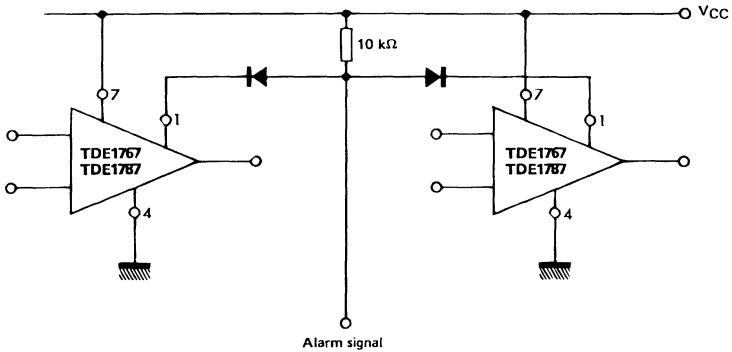 VCC
10 kΩ
7
1
TDE1767
TDE1787
4
7
1
TDE1767
TDE1787
4
Alarm signal